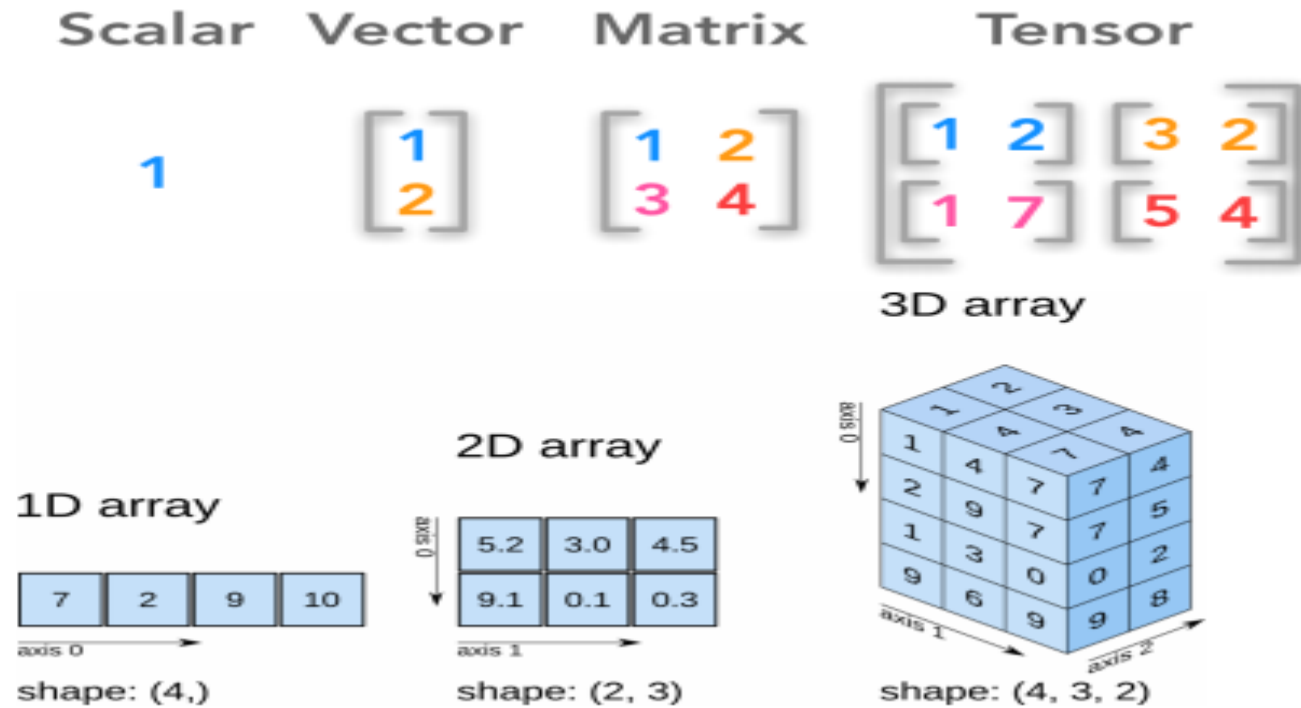 Scalar Vector Matrix Tensor
1
1
2
1 2
3 4
1 2 3 2
1 7 5 4
1D array
7 2 9 10
axis 0
shape: (4,)
2D array
axis 0
5.2 3.0 4.5
9.1 0.1 0.3
axis 1
shape: (2, 3)
3D array
axis 0
2
1 3
4 4
7
1 4 7 7 4
2 9 7 7 5
1 3 0 0 2
9 6 9 9 8
axis 1
axis 2
shape: (4, 3, 2)